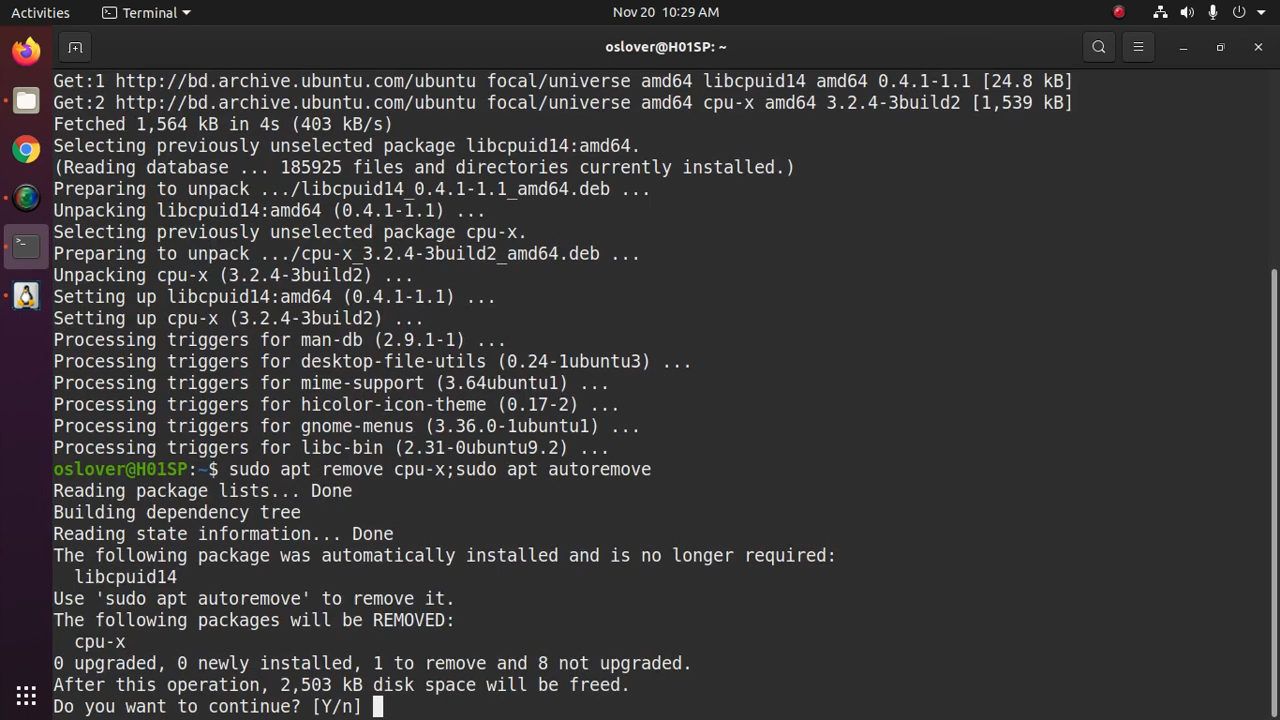 Activities
Terminal
Nov 20 10:29 AM
oslover@H01SP: ~
Get:1 http://bd.archive.ubuntu.com/ubuntu focal/universe amd64 libcpuid14 amd64 0.4.1-1.1 [24.8 kB]
Get:2 http://bd.archive.ubuntu.com/ubuntu focal/universe amd64 cpu-x amd64 3.2.4-3build2 [1,539 kB]
Fetched 1,564 kB in 4s (403 kB/s)
Selecting previously unselected package libcpuid14:amd64.
(Reading database ... 185925 files and directories currently installed.)
Preparing to unpack .../libcpuid14_0.4.1-1.1_amd64.deb ...
Unpacking libcpuid14:amd64 (0.4.1-1.1) ...
Selecting previously unselected package cpu-x.
Preparing to unpack .../cpu-x_3.2.4-3build2_amd64.deb ...
Unpacking cpu-x (3.2.4-3build2) ...
Setting up libcpuid14:amd64 (0.4.1-1.1) ...
Setting up cpu-x (3.2.4-3build2) ...
Processing triggers for man-db (2.9.1-1) ...
Processing triggers for desktop-file-utils (0.24-1ubuntu3) ...
Processing triggers for mime-support (3.64ubuntu1) ...
Processing triggers for hicolor-icon-theme (0.17-2) ...
Processing triggers for gnome-menus (3.36.0-1ubuntu1) ...
Processing triggers for libc-bin (2.31-0ubuntu9.2) ...
oslover@H01SP:~$ sudo apt remove cpu-x;sudo apt autoremove
Reading package lists... Done
Building dependency tree
Reading state information... Done
The following package was automatically installed and is no longer required:
libcpuid14
Use 'sudo apt autoremove' to remove it.
The following packages will be REMOVED:
cpu-x
0 upgraded, 0 newly installed, 1 to remove and 8 not upgraded.
After this operation, 2,503 kB disk space will be freed.
Do you want to continue? [Y/n]